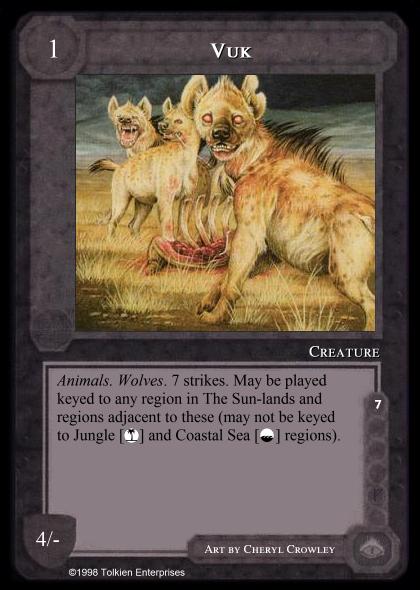 1
Vuk
Creature
Animals. Wolves. 7 strikes. May be played
keyed to any region in The Sun-lands and
regions adjacent to these (may not be keyed
to Jungle [] and Coastal Sea [] regions).
7
4/-
Art by Cheryl Crowley
©1998 Tolkien Enterprises